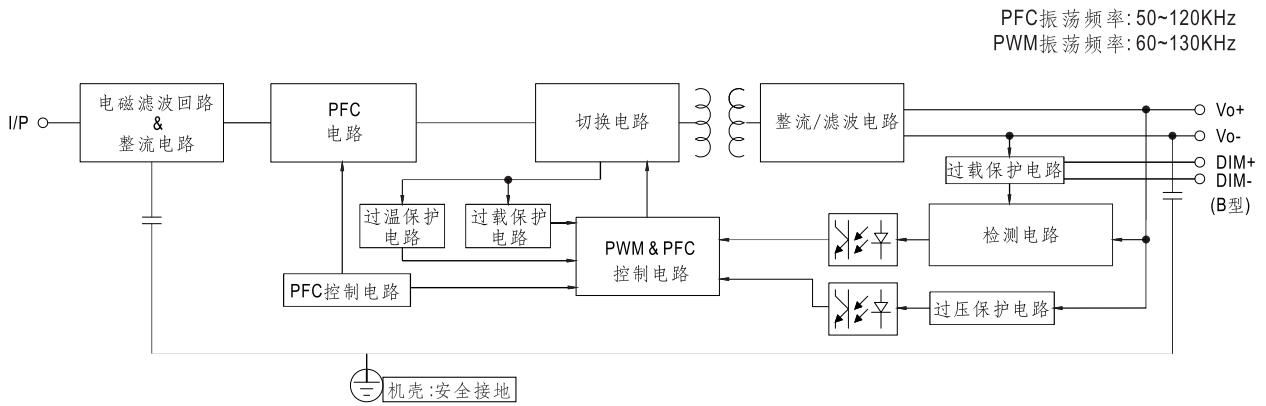 PFC振荡频率: 50~120KHz
PWM振荡频率: 60~130KHz
I/P
电磁滤波回路
&
整流电路
PFC
电路
切换电路
整流/滤波电路
Vo+
Vo-
DIM+
DIM-
(B型)
过载保护电路
过温保护
电路
过载保护
电路
PWM & PFC
控制电路
检测电路
PFC控制电路
过压保护电路
机壳:安全接地